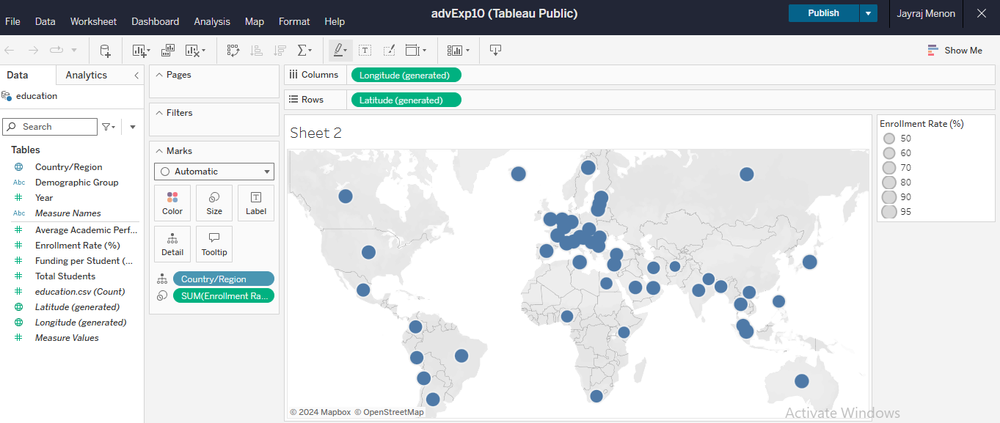 advExp10 (Tableau Public)
Publish
Jayraj Menon
File Data Worksheet Dashboard Analysis Map Format Help
Show Me
Data Analytics
education
Search
Tables
Country/Region
Abc Demographic Group
Year
Abc Measure Names
Average Academic Perf...
Enrollment Rate (%)
Funding per Student (...
Total Students
education.csv (Count)
Latitude (generated)
Longitude (generated)
Measure Values
Pages
Filters
Marks
Automatic
Color Size Label
Detail Tooltip
Country/Region
SUM(Enrollment Ra...
Columns Longitude (generated)
Rows Latitude (generated)
Sheet 2
© 2024 Mapbox © OpenStreetMap
Enrollment Rate (%)
50
60
70
80
90
95
Activate Windows